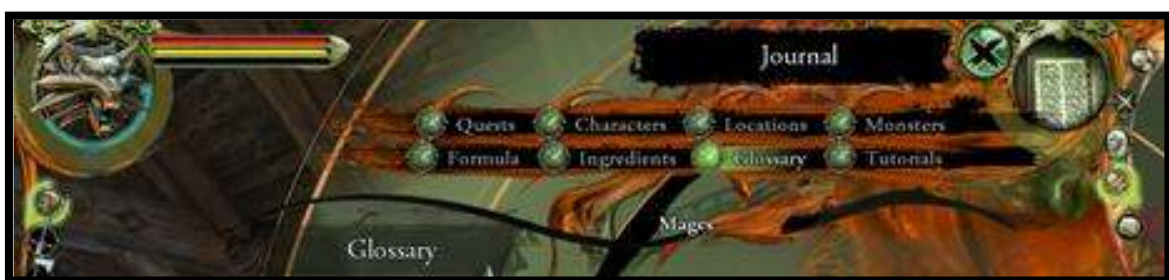 Journal
Quests Characters Locations Monsters
Formula Ingredients Glossary Tutorials
Mages
Glossary